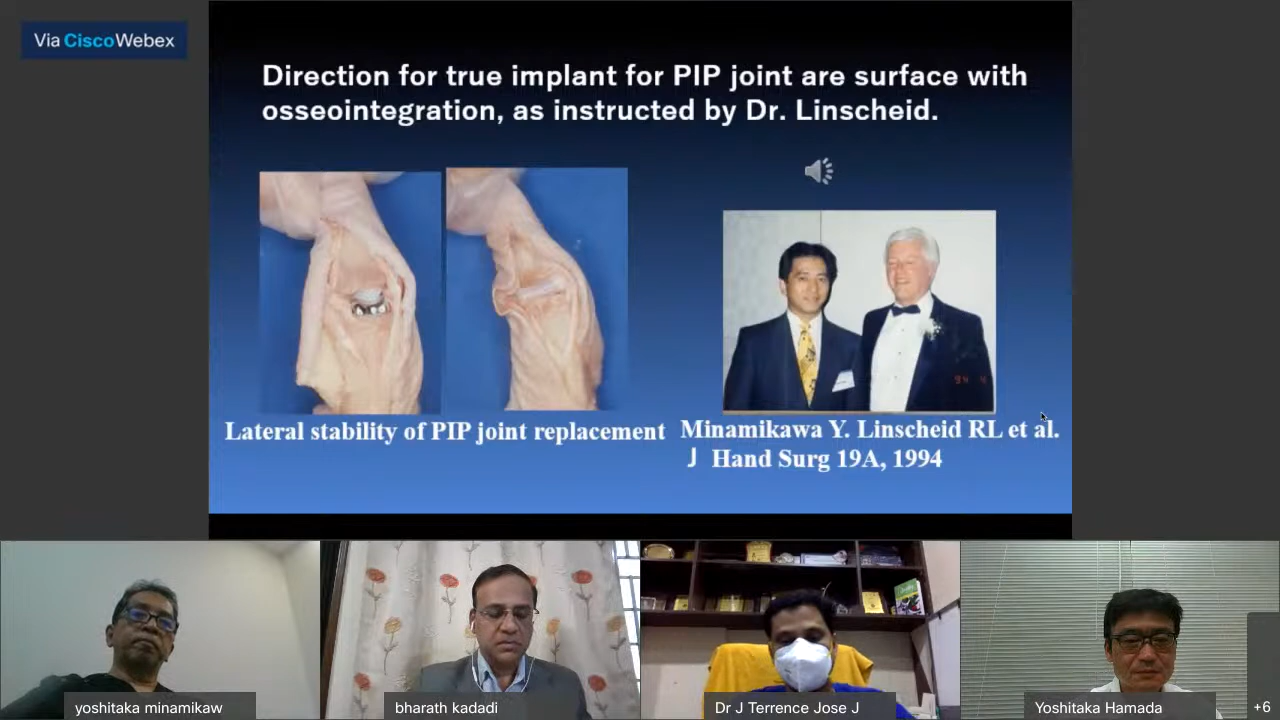 Via CiscoWebex
Direction for true implant for PIP joint are surface with
osseointegration, as instructed by Dr. Linscheid.
94 4
Lateral stability of PIP joint replacement
Minamikawa Y. Linscheid RL et al.
J Hand Surg 19A, 1994
yoshitaka minamikaw
bharath kadadi
Dr J Terrence Jose J
Yoshitaka Hamada
+6